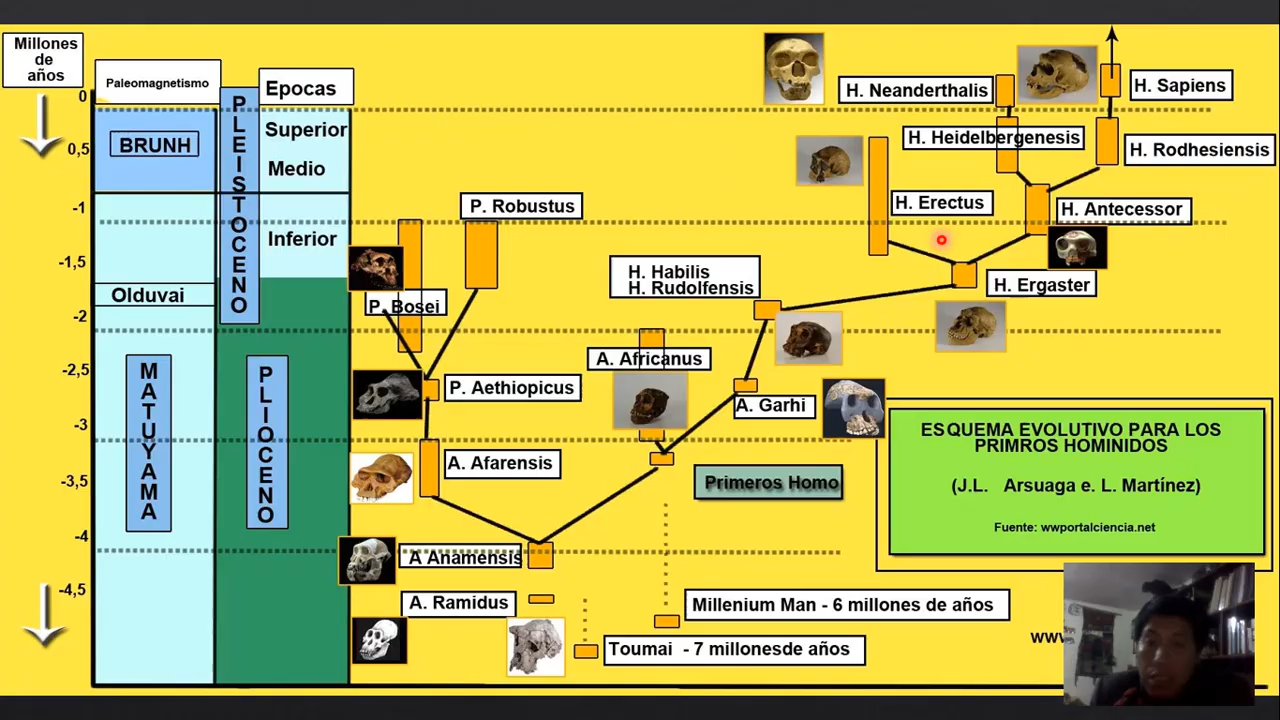 Millones
de
años
Paleomagnetismo
Epocas
0
0,5
-1
-1,5
-2
-2,5
-3
-3,5
-4
-4,5
BRUNH
Olduvai
MATUYAMA
PLEISTOCENO
PLIOCENO
Superior
Medio
Inferior
H. Neanderthalis
H. Sapiens
H. Heidelbergenesis
H. Rodhesiensis
H. Erectus
H. Antecessor
P. Robustus
H. Habilis
H. Rudolfensis
H. Ergaster
P. Bosei
A. Africanus
P. Aethiopicus
A. Garhi
A. Afarensis
Primeros Homo
A Anamensis
A. Ramidus
Millenium Man - 6 millones de años
Toumai - 7 millonesde años
ESQUEMA EVOLUTIVO PARA LOS
PRIMROS HOMINIDOS
(J.L. Arsuaga e. L. Martínez)
Fuente: wwportalciencia.net